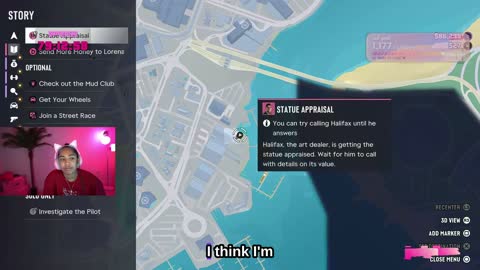 STORY
Statue Appraisal
Send More Money to Lorens
OPTIONAL
Check out the Mud Club
Get Your Wheels
Join a Street Race
Investigate the Pilot
STATUE APPRAISAL
You can try calling Halifax until he
answers
Halifax, the art dealer, is getting the
statue appraised. Wait for him to call
with details on its value.
1,177
RECENTER
3D VIEW
ADD MARKER
CLOSE MENU
I think I'm